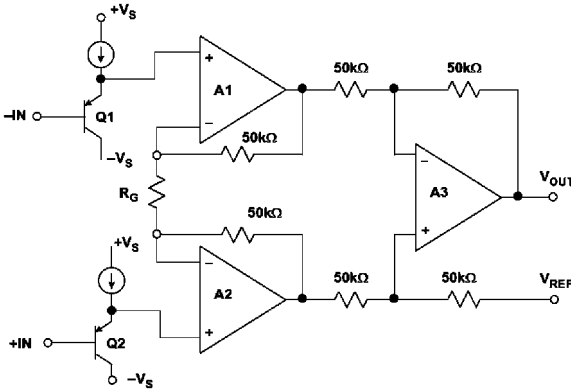 +VS
50kΩ
50kΩ
+
A1
−IN
Q1
−
50kΩ
−VS
−
VOUT
A3
RG
50kΩ
+
+VS
−
50kΩ
50kΩ
VREF
A2
+IN
Q2
+
−VS